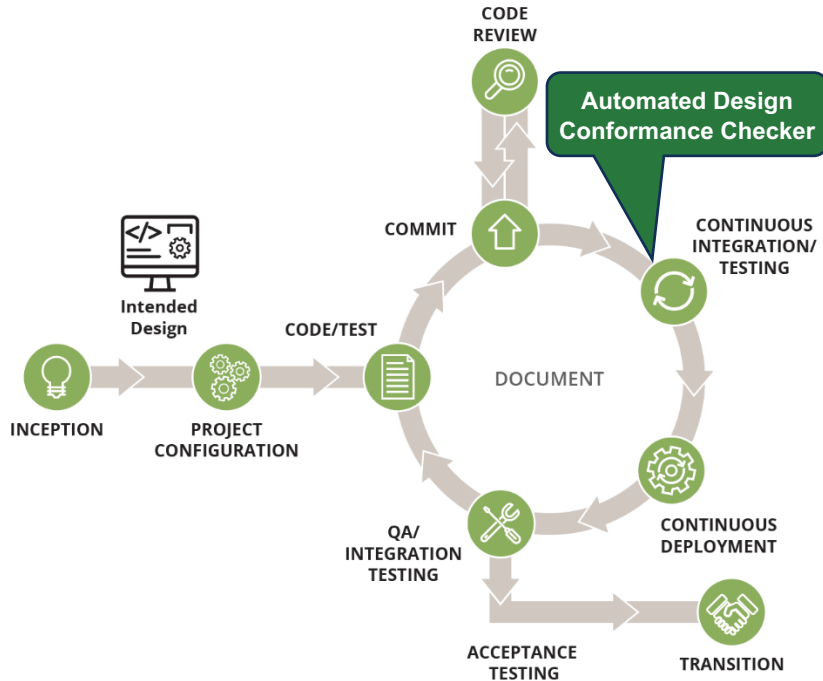 CODE
REVIEW
Automated Design
Conformance Checker
</>
COMMIT
CONTINUOUS
INTEGRATION/
TESTING
Intended
Design
CODE/TEST
DOCUMENT
INCEPTION
PROJECT
CONFIGURATION
QA/
INTEGRATION
TESTING
CONTINUOUS
DEPLOYMENT
ACCEPTANCE
TESTING
TRANSITION